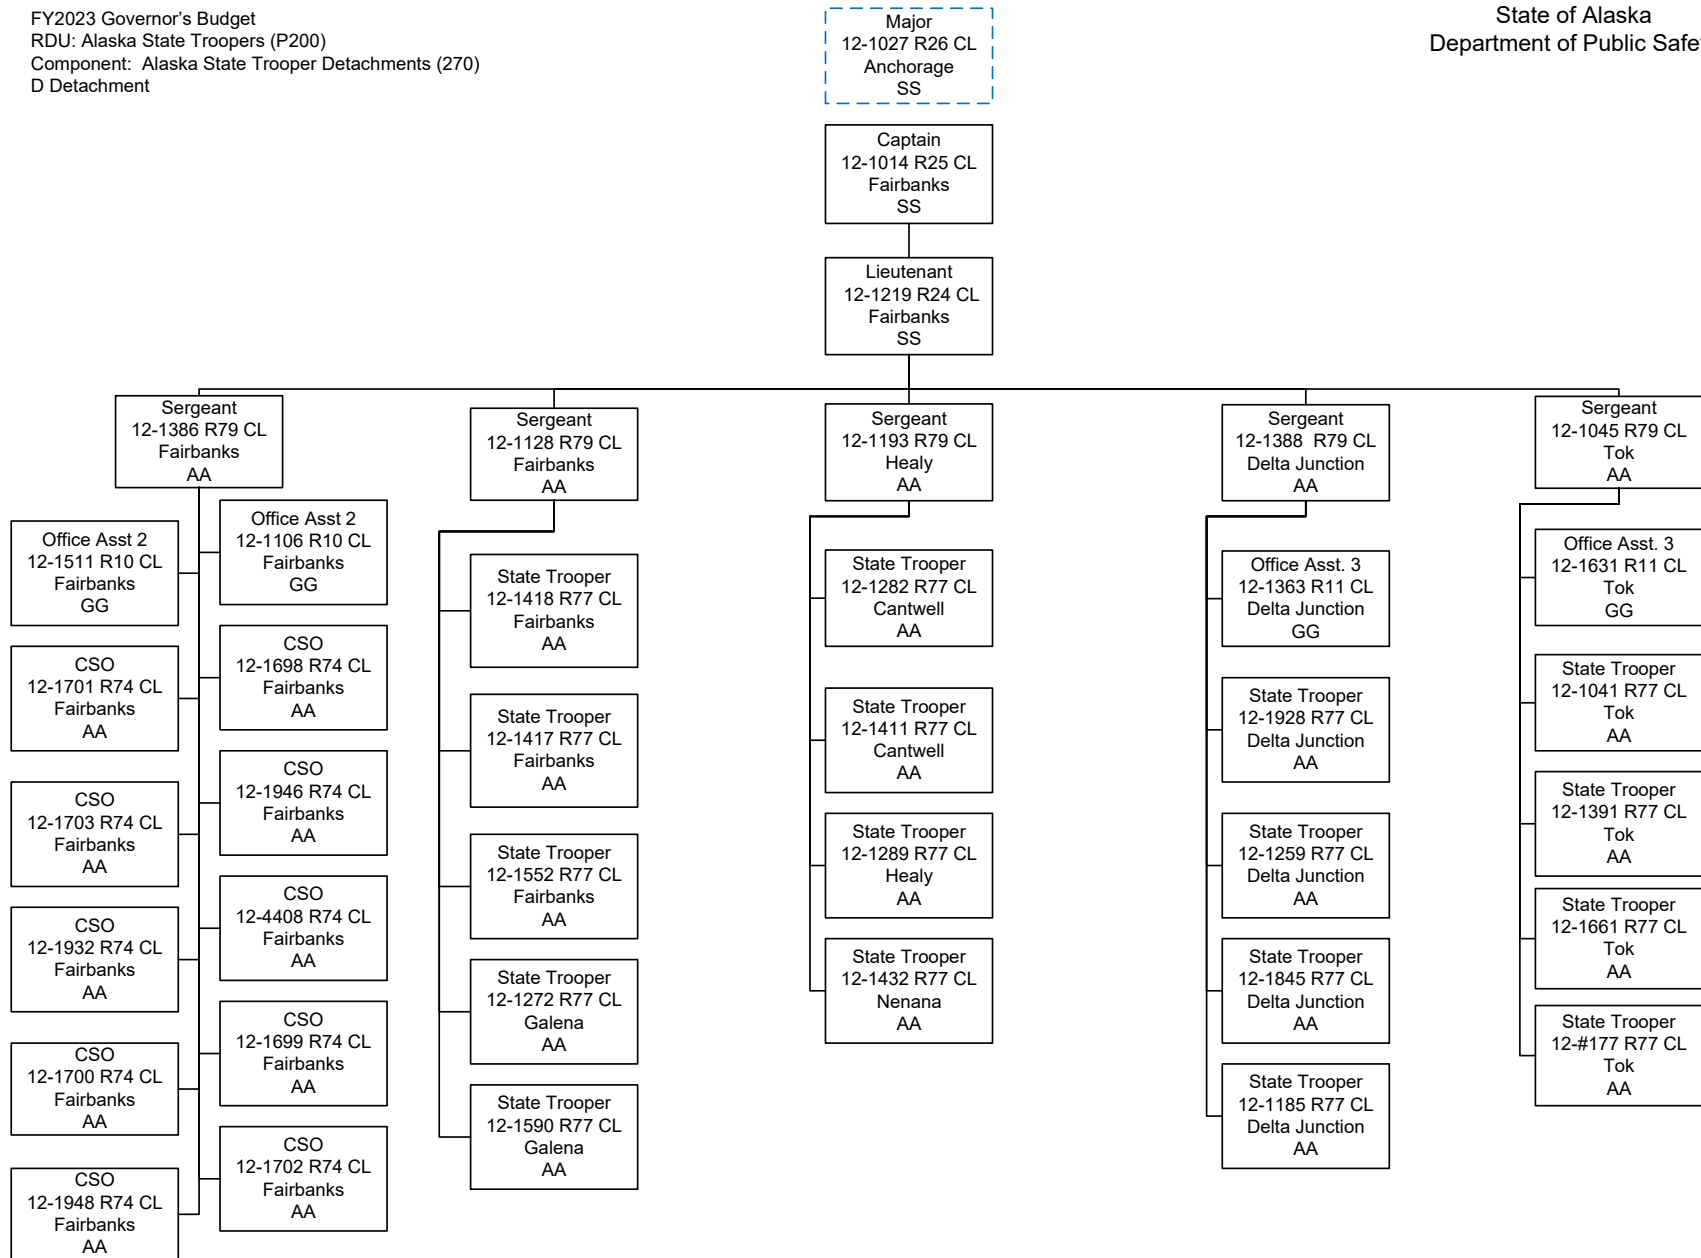 FY2023 Governor's Budget
RDU: Alaska State Troopers (P200)
Component:  Alaska State Trooper Detachments (270)
D Detachment
State of Alaska
Department of Public
Major
12-1027 R26 CL
Anchorage
SS
Captain
12-1014 R25 CL
Fairbanks
SS
Lieutenant
12-1219 R24 CL
Fairbanks
SS
Sergeant
12-1386 R79 CL
Fairbanks
AA
Office Asst 2
12-1511 R10 CL
Fairbanks
GG
Office Asst 2
12-1106 R10 CL
Fairbanks
GG
CSO
12-1701 R74 CL
Fairbanks
AA
CSO
12-1698 R74 CL
Fairbanks
AA
CSO
12-1703 R74 CL
Fairbanks
AA
CSO
12-1946 R74 CL
Fairbanks
AA
CSO
12-1932 R74 CL
Fairbanks
AA
CSO
12-4408 R74 CL
Fairbanks
AA
CSO
12-1700 R74 CL
Fairbanks
AA
CSO
12-1699 R74 CL
Fairbanks
AA
CSO
12-1948 R74 CL
Fairbanks
AA
CSO
12-1702 R74 CL
Fairbanks
AA
Sergeant
12-1128 R79 CL
Fairbanks
AA
State Trooper
12-1418 R77 CL
Fairbanks
AA
State Trooper
12-1417 R77 CL
Fairbanks
AA
State Trooper
12-1552 R77 CL
Fairbanks
AA
State Trooper
12-1272 R77 CL
Galena
AA
State Trooper
12-1590 R77 CL
Galena
AA
Sergeant
12-1193 R79 CL
Healy
AA
State Trooper
12-1282 R77 CL
Cantwell
AA
State Trooper
12-1411 R77 CL
Cantwell
AA
State Trooper
12-1289 R77 CL
Healy
AA
State Trooper
12-1432 R77 CL
Nenana
AA
Sergeant
12-1388  R79 CL
Delta Junction
AA
Office Asst. 3
12-1363 R11 CL
Delta Junction
GG
State Trooper
12-1928 R77 CL
Delta Junction
AA
State Trooper
12-1259 R77 CL
Delta Junction
AA
State Trooper
12-1845 R77 CL
Delta Junction
AA
State Trooper
12-1185 R77 CL
Delta Junction
AA
Sergeant
12-1045 R79 CL
Tok
AA
Office Asst. 3
12-1631 R11 CL
Tok
GG
State Trooper
12-1041 R77 CL
Tok
AA
State Trooper
12-1391 R77 CL
Tok
AA
State Trooper
12-1661 R77 CL
Tok
AA
State Trooper
12-#177 R77 CL
Tok
AA